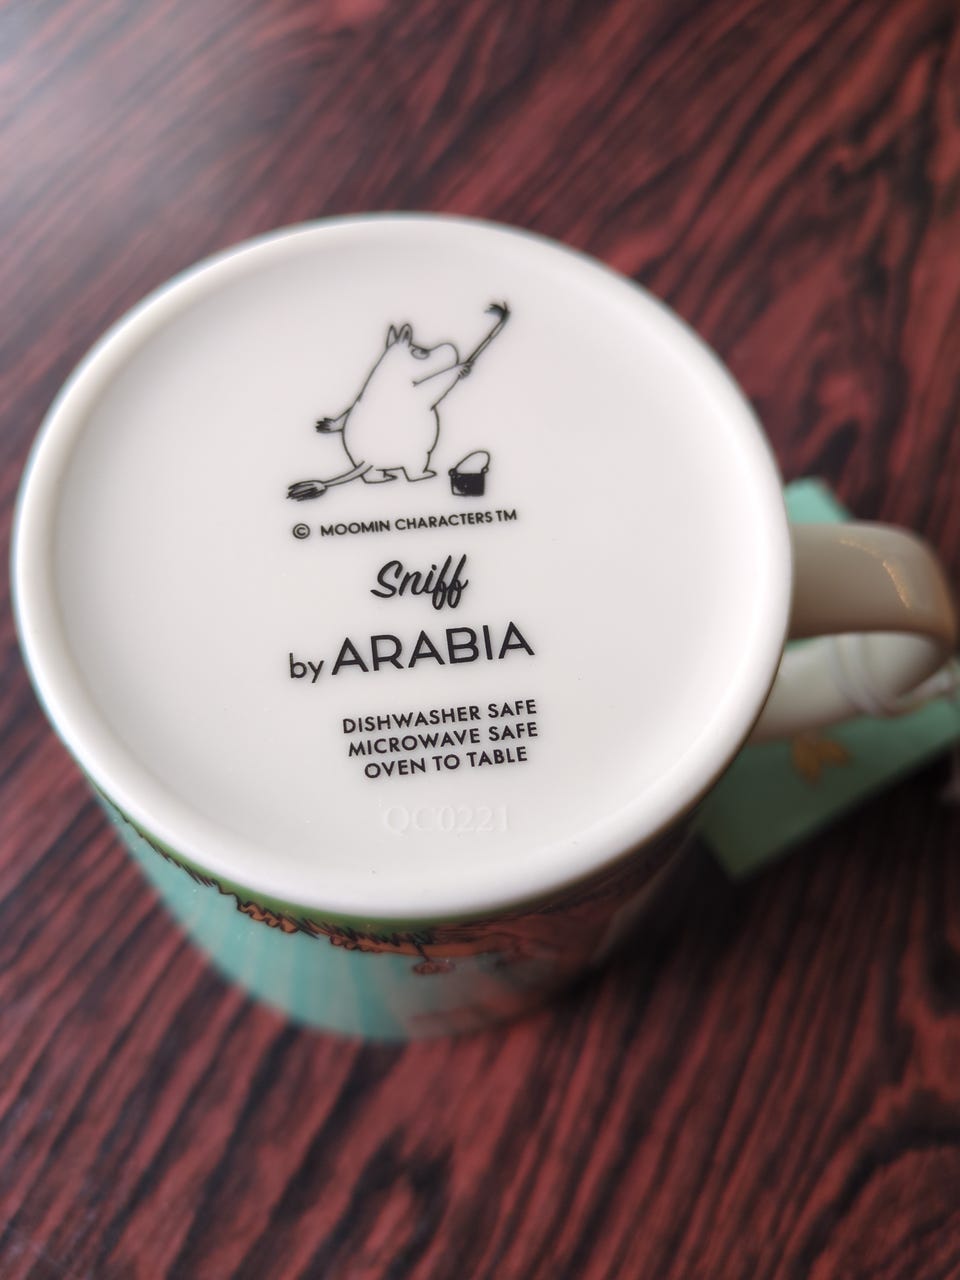 © MOOMIN CHARACTERS TM
Sniff
by ARABIA
DISHWASHER SAFE
MICROWAVE SAFE
OVEN TO TABLE
QC0221